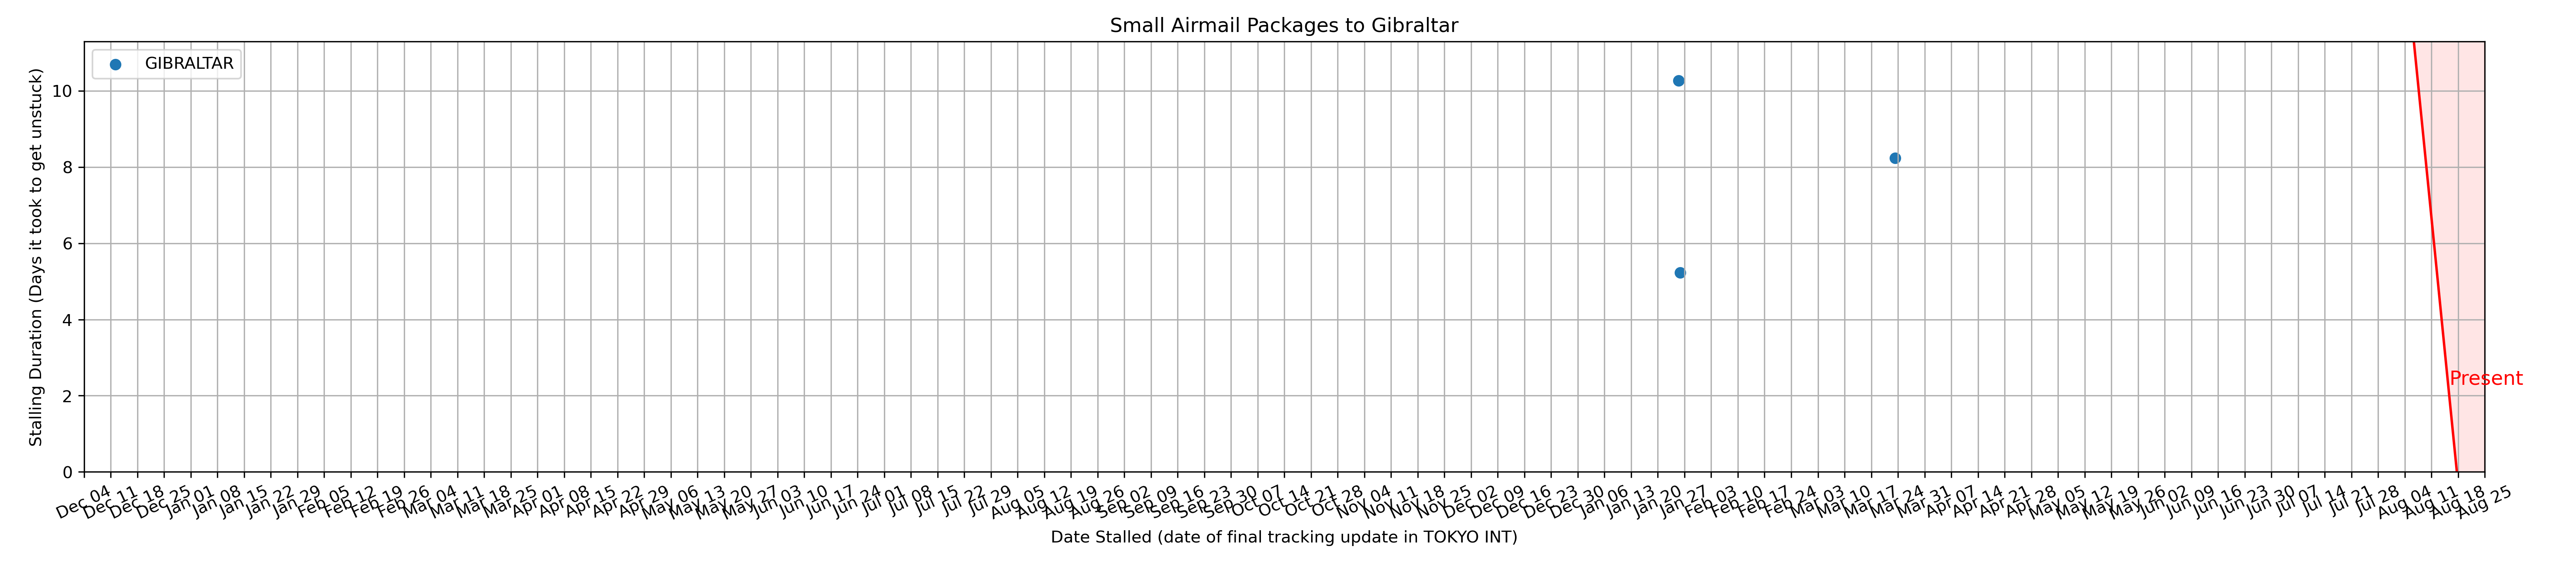 Small Airmail Packages to Gibraltar
GIBRALTAR
Stalling Duration (Days it took to get unstuck)
10
8
6
4
2
0
Present
Dec 04
Dec 11
Dec 18
Dec 25
Jan 01
Jan 08
Jan 15
Jan 22
Jan 29
Feb 05
Feb 12
Feb 19
Feb 26
Mar 04
Mar 11
Mar 18
Mar 25
Apr 01
Apr 08
Apr 15
Apr 22
Apr 29
May 06
May 13
May 20
May 27
Jun 03
Jun 10
Jun 17
Jun 24
Jul 01
Jul 08
Jul 15
Jul 22
Jul 29
Aug 05
Aug 12
Aug 19
Aug 26
Sep 02
Sep 09
Sep 16
Sep 23
Sep 30
Oct 07
Oct 14
Oct 21
Oct 28
Nov 04
Nov 11
Nov 18
Nov 25
Dec 02
Dec 09
Dec 16
Dec 23
Dec 30
Jan 06
Jan 13
Jan 20
Jan 27
Feb 03
Feb 10
Feb 17
Feb 24
Mar 03
Mar 10
Mar 17
Mar 24
Mar 31
Apr 07
Apr 14
Apr 21
Apr 28
May 05
May 12
May 19
May 26
Jun 02
Jun 09
Jun 16
Jun 23
Jun 30
Jul 07
Jul 14
Jul 21
Jul 28
Aug 04
Aug 11
Aug 18
Aug 25
Date Stalled (date of final tracking update in TOKYO INT)